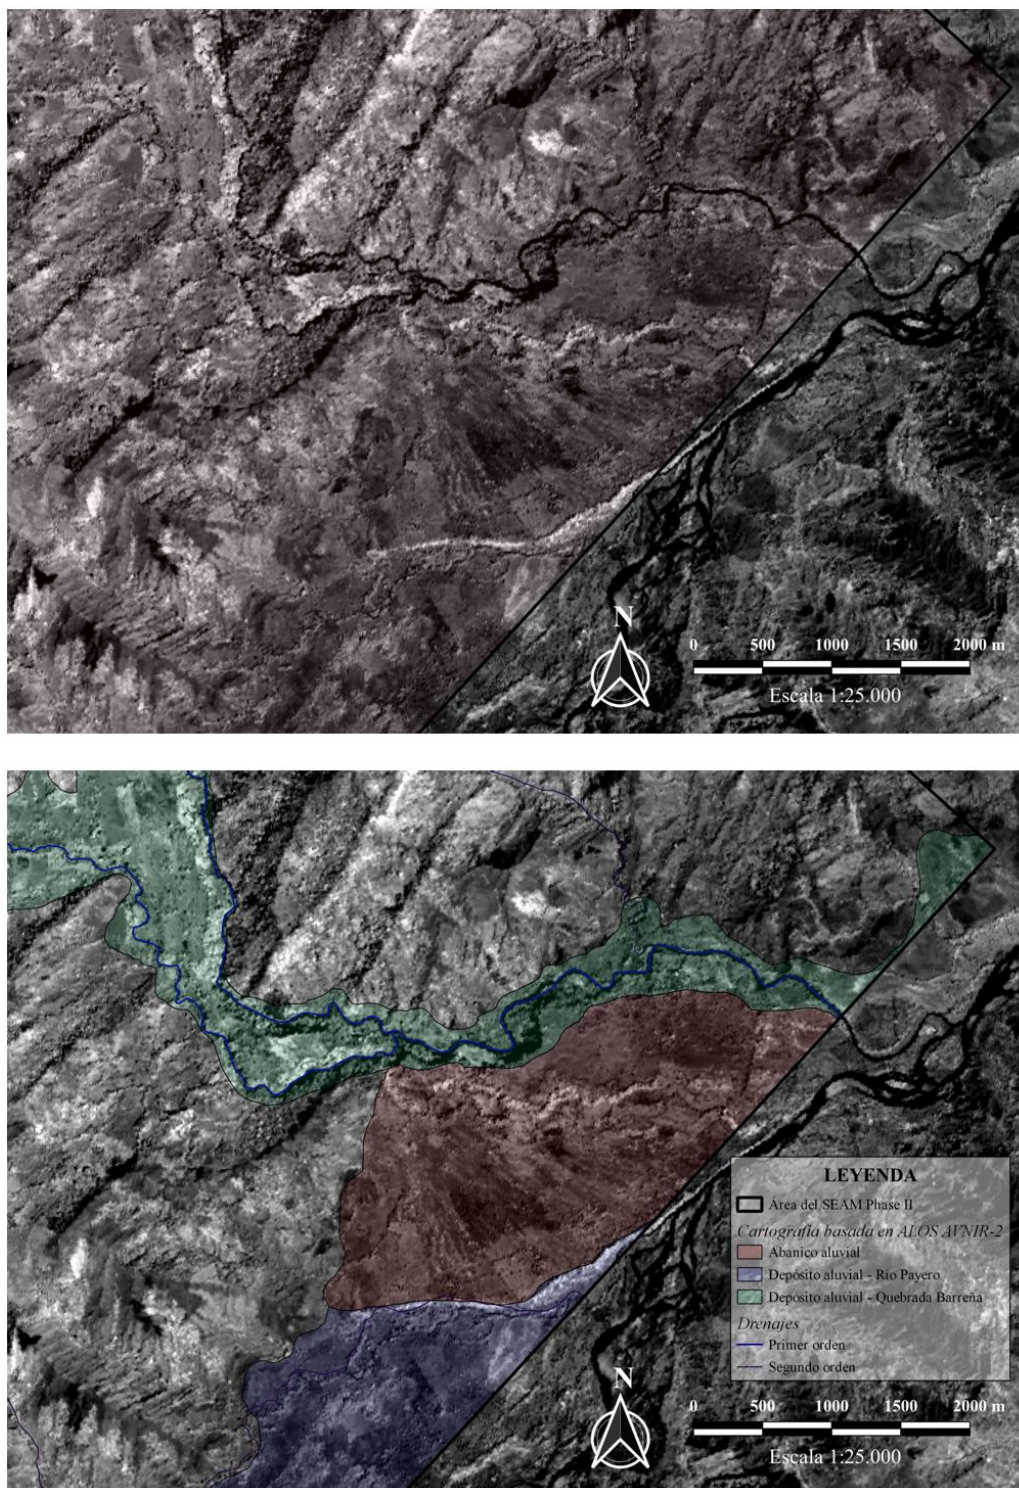 N
0 500 1000 1500 2000 m
Escala 1:25.000
LEYENDA
Área del SEAM Phase II
Cartografía basada en ALOS AVNIR-2
Abanico aluvial
Depósito aluvial - Río Payero
Depósito aluvial - Quebrada Barreña
Drenajes
Primer orden
Segundo orden
N
0 500 1000 1500 2000 m
Escala 1:25.000